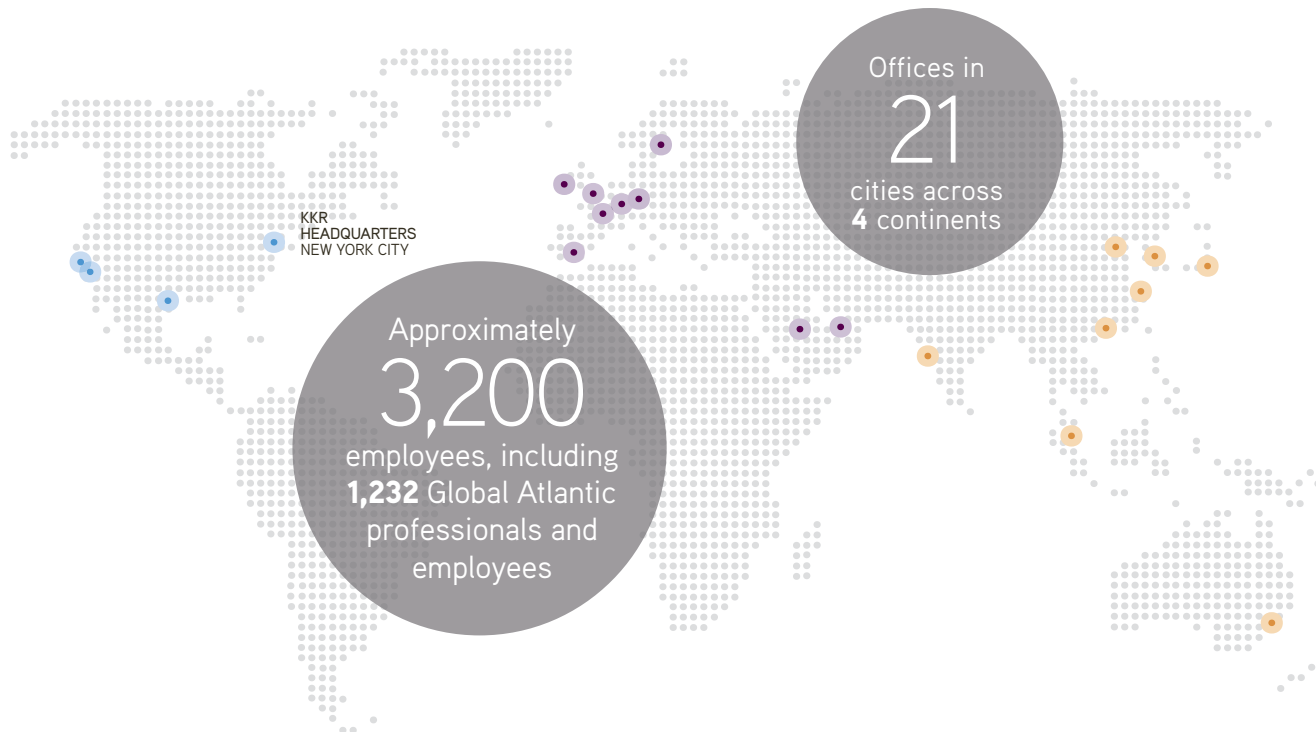 Offices in
21
cities across
4 continents
KKR
HEADQUARTERS
NEW YORK CITY
Approximately
3,200
employees, including
1,232 Global Atlantic
professionals and
employees